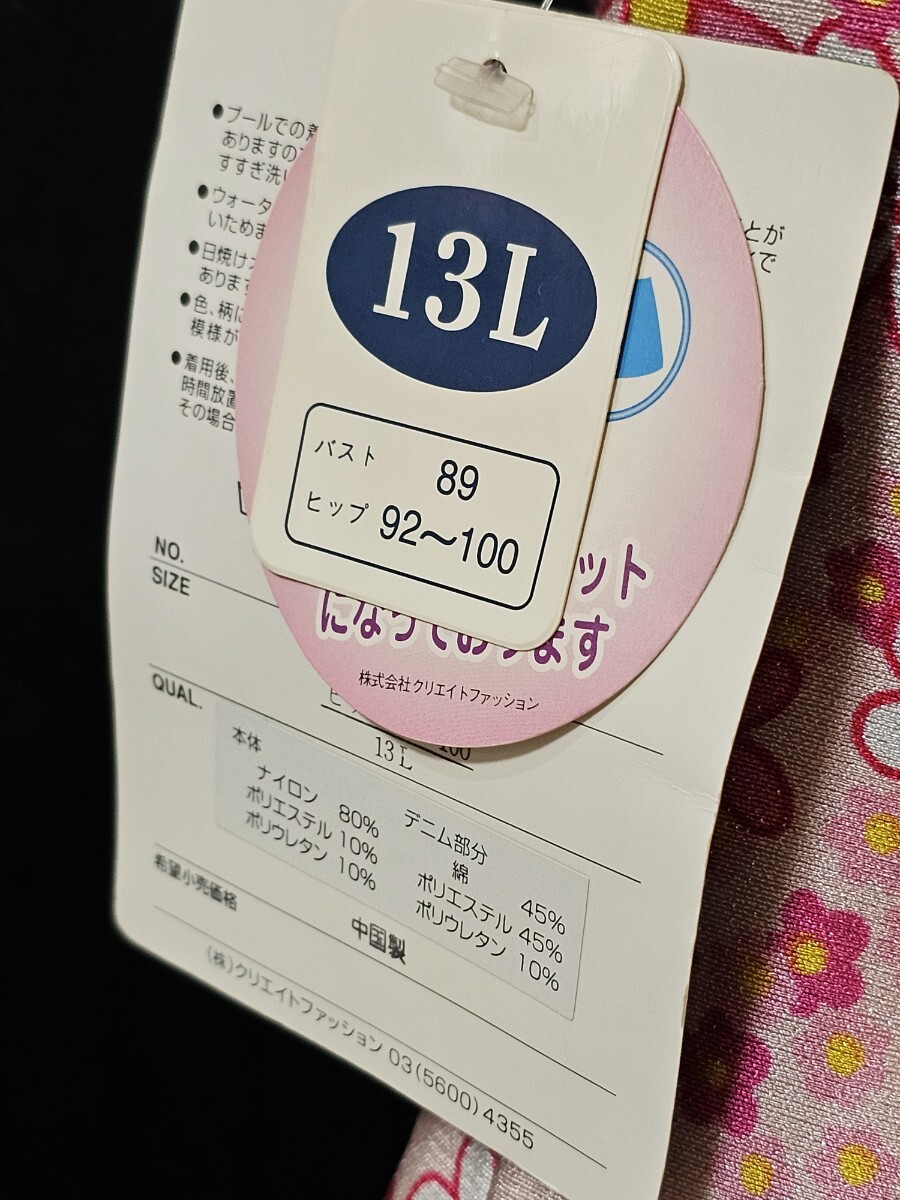 ●プールでの着
ありますの
すすぎ洗い
●ウォータ
いためま
●日焼け
あります
●色、柄に
模様が
●着用後、
時間放置
その場合
とが
で
13L
バスト 89
ヒップ 92～100
ット
になっております
株式会社クリエイトファッション
NO.
SIZE
100
13L
QUAL.
本体
ナイロン 80%
ポリエステル 10%
ポリウレタン 10%
デニム部分
綿 45%
ポリエステル 45%
ポリウレタン 10%
希望小売価格
中国製
(株)クリエイトファッション 03(5600)4355